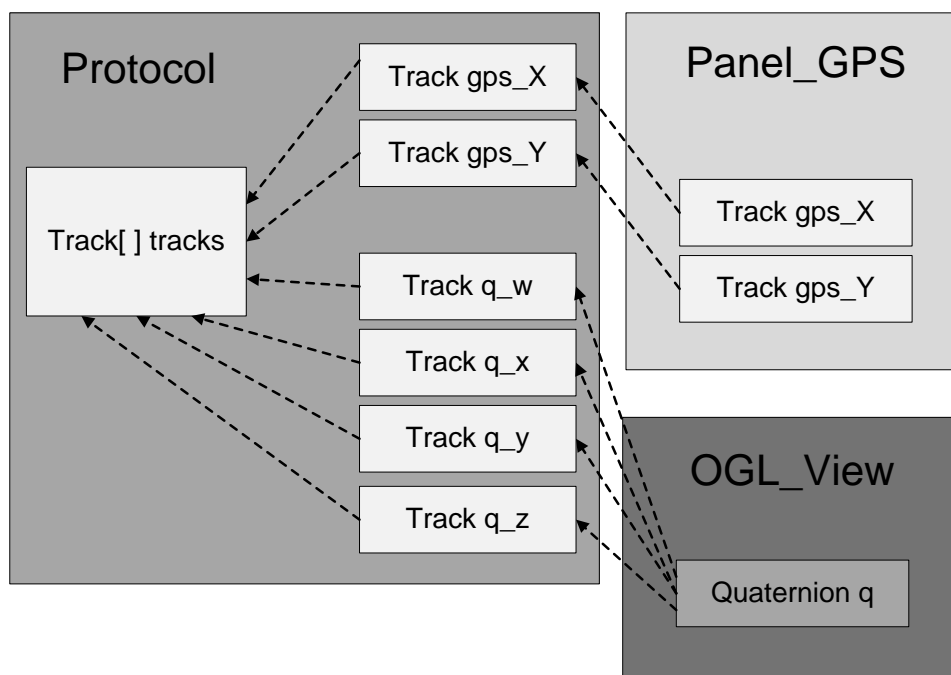 Protocol
Track gps_X
Track gps_Y
Track[ ] tracks
Track q_w
Track q_x
Track q_y
Track q_z
Panel_GPS
Track gps_X
Track gps_Y
OGL_View
Quaternion q